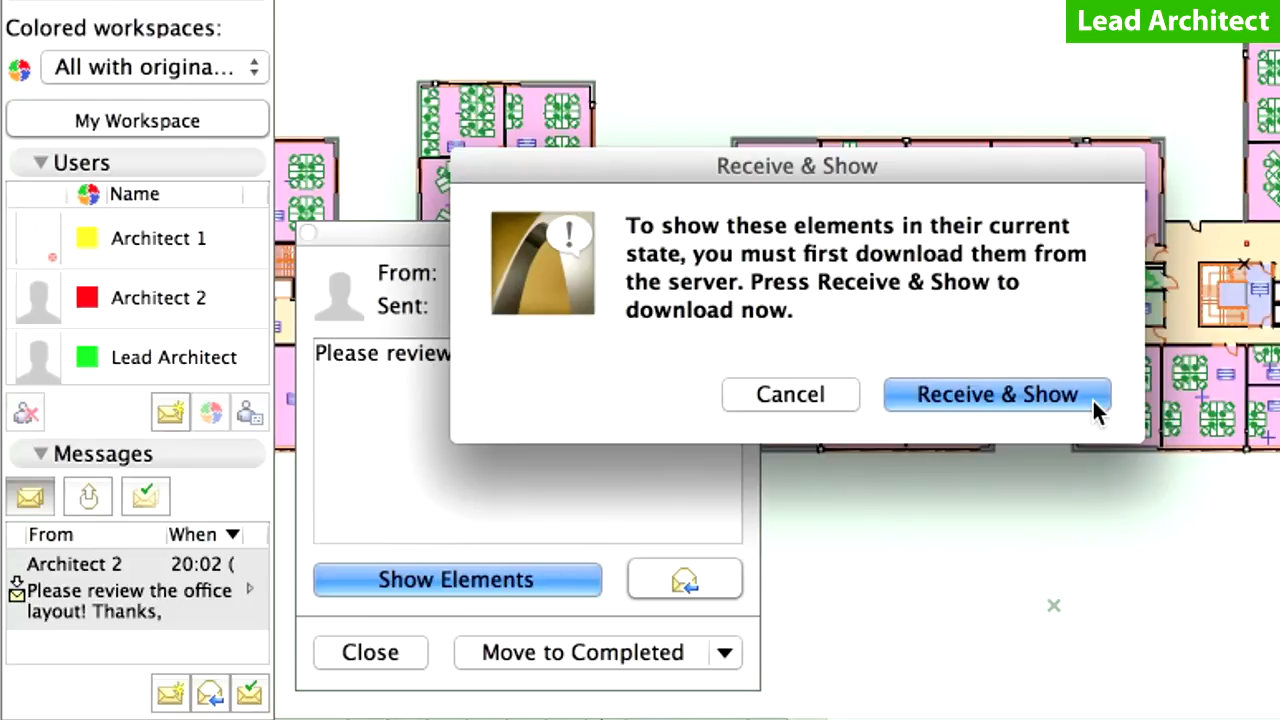 Lead Architect
Colored workspaces:
All with origina...
My Workspace
Users
Name
Architect 1
Architect 2
Lead Architect
Messages
From When
Architect 2 20:02 (
Please review the office
layout! Thanks,
From:
Sent:
Please review
Show Elements
Close
Move to Completed
Receive & Show
To show these elements in their current
state, you must first download them from
the server. Press Receive & Show to
download now.
Cancel
Receive & Show